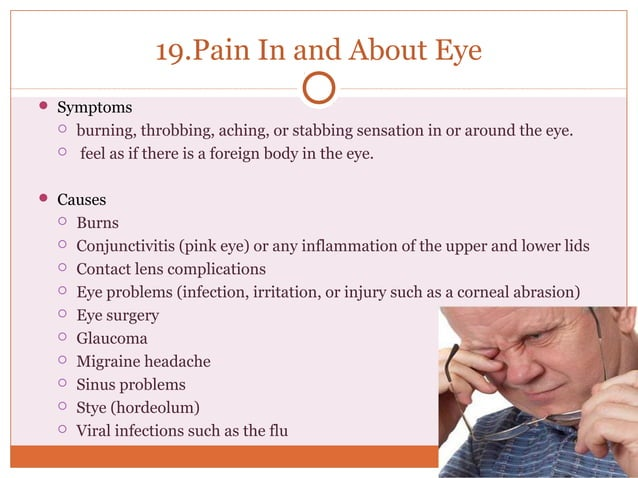 19.Pain In and About Eye
Symptoms
burning, throbbing, aching, or stabbing sensation in or around the eye.
feel as if there is a foreign body in the eye.
Causes
Burns
Conjunctivitis (pink eye) or any inflammation of the upper and lower lids
Contact lens complications
Eye problems (infection, irritation, or injury such as a corneal abrasion)
Eye surgery
Glaucoma
Migraine headache
Sinus problems
Stye (hordeolum)
Viral infections such as the flu